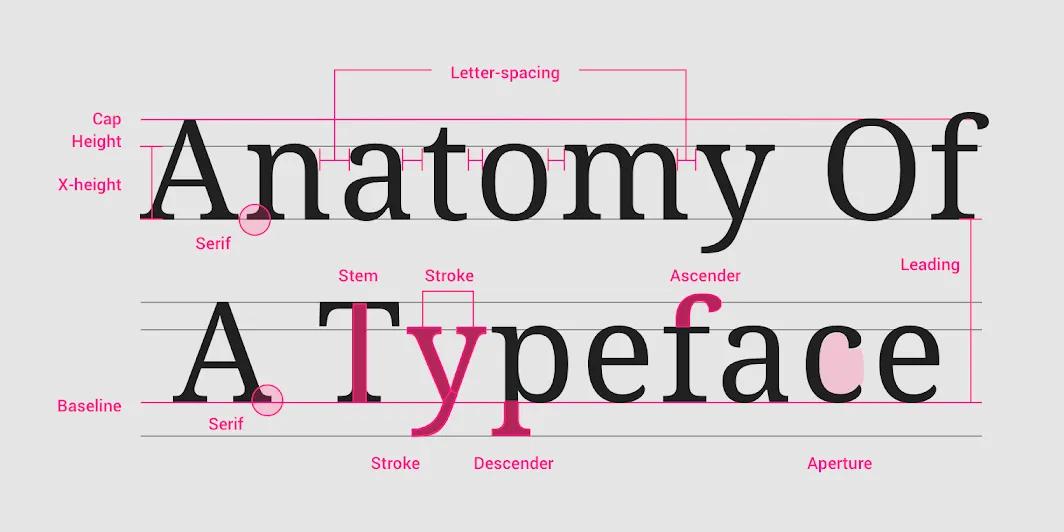 Letter-spacing
Cap
Height
X-height
Anatomy Of
Serif
Leading
Stem
Stroke
Ascender
A Typeface
Baseline
Serif
Stroke
Descender
Aperture